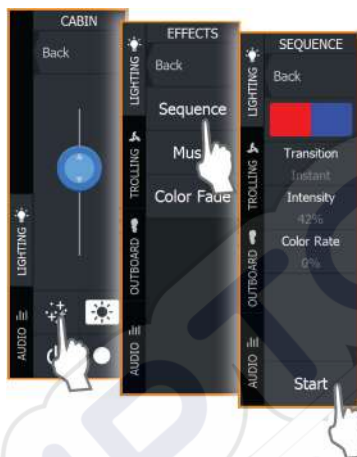 CABIN
Back
LIGHTING
AUDIO
EFFECTS
Back
Sequence
Mus
Color Fade
LIGHTING
TROLLING
OUTBOARD
AUDIO
SEQUENCE
Back
Transition
Instant
Intensity
42%
Color Rate
0%
Start
LIGHTING
TROLLING
OUTBOARD
AUDIO